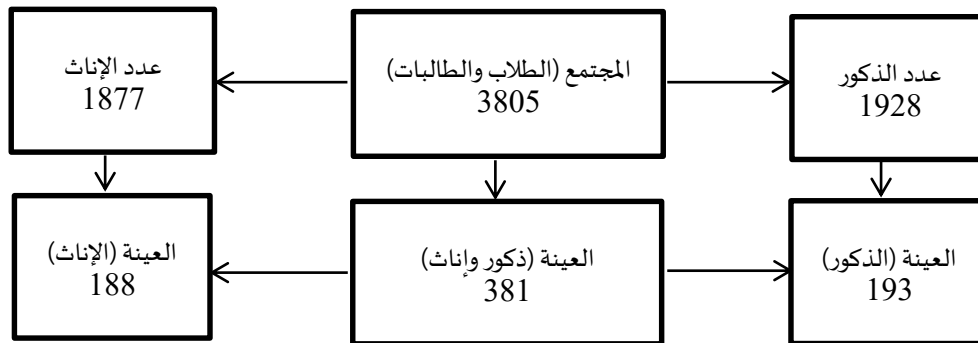 عدد الذكور
1928
المجتمع (الطلاب والطالبات)
3805
عدد الإناث
1877
العينة (الذكور)
193
العينة (ذكور وإناث)
381
العينة (الإناث)
188